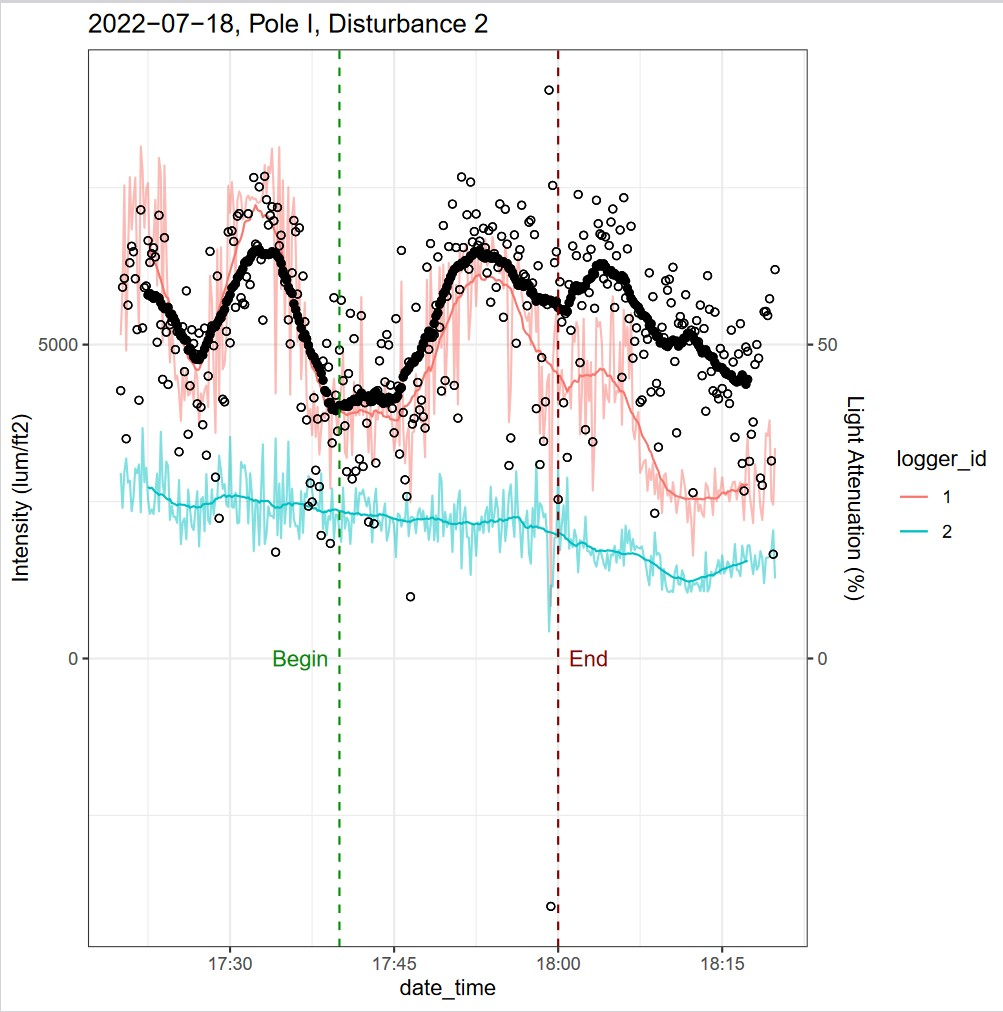 2022−07−18, Pole I, Disturbance 2
Intensity (lum/ft2)
5000
0
Begin
End
50
0
Light Attenuation (%)
17:30
17:45
18:00
18:15
date_time
logger_id
1
2